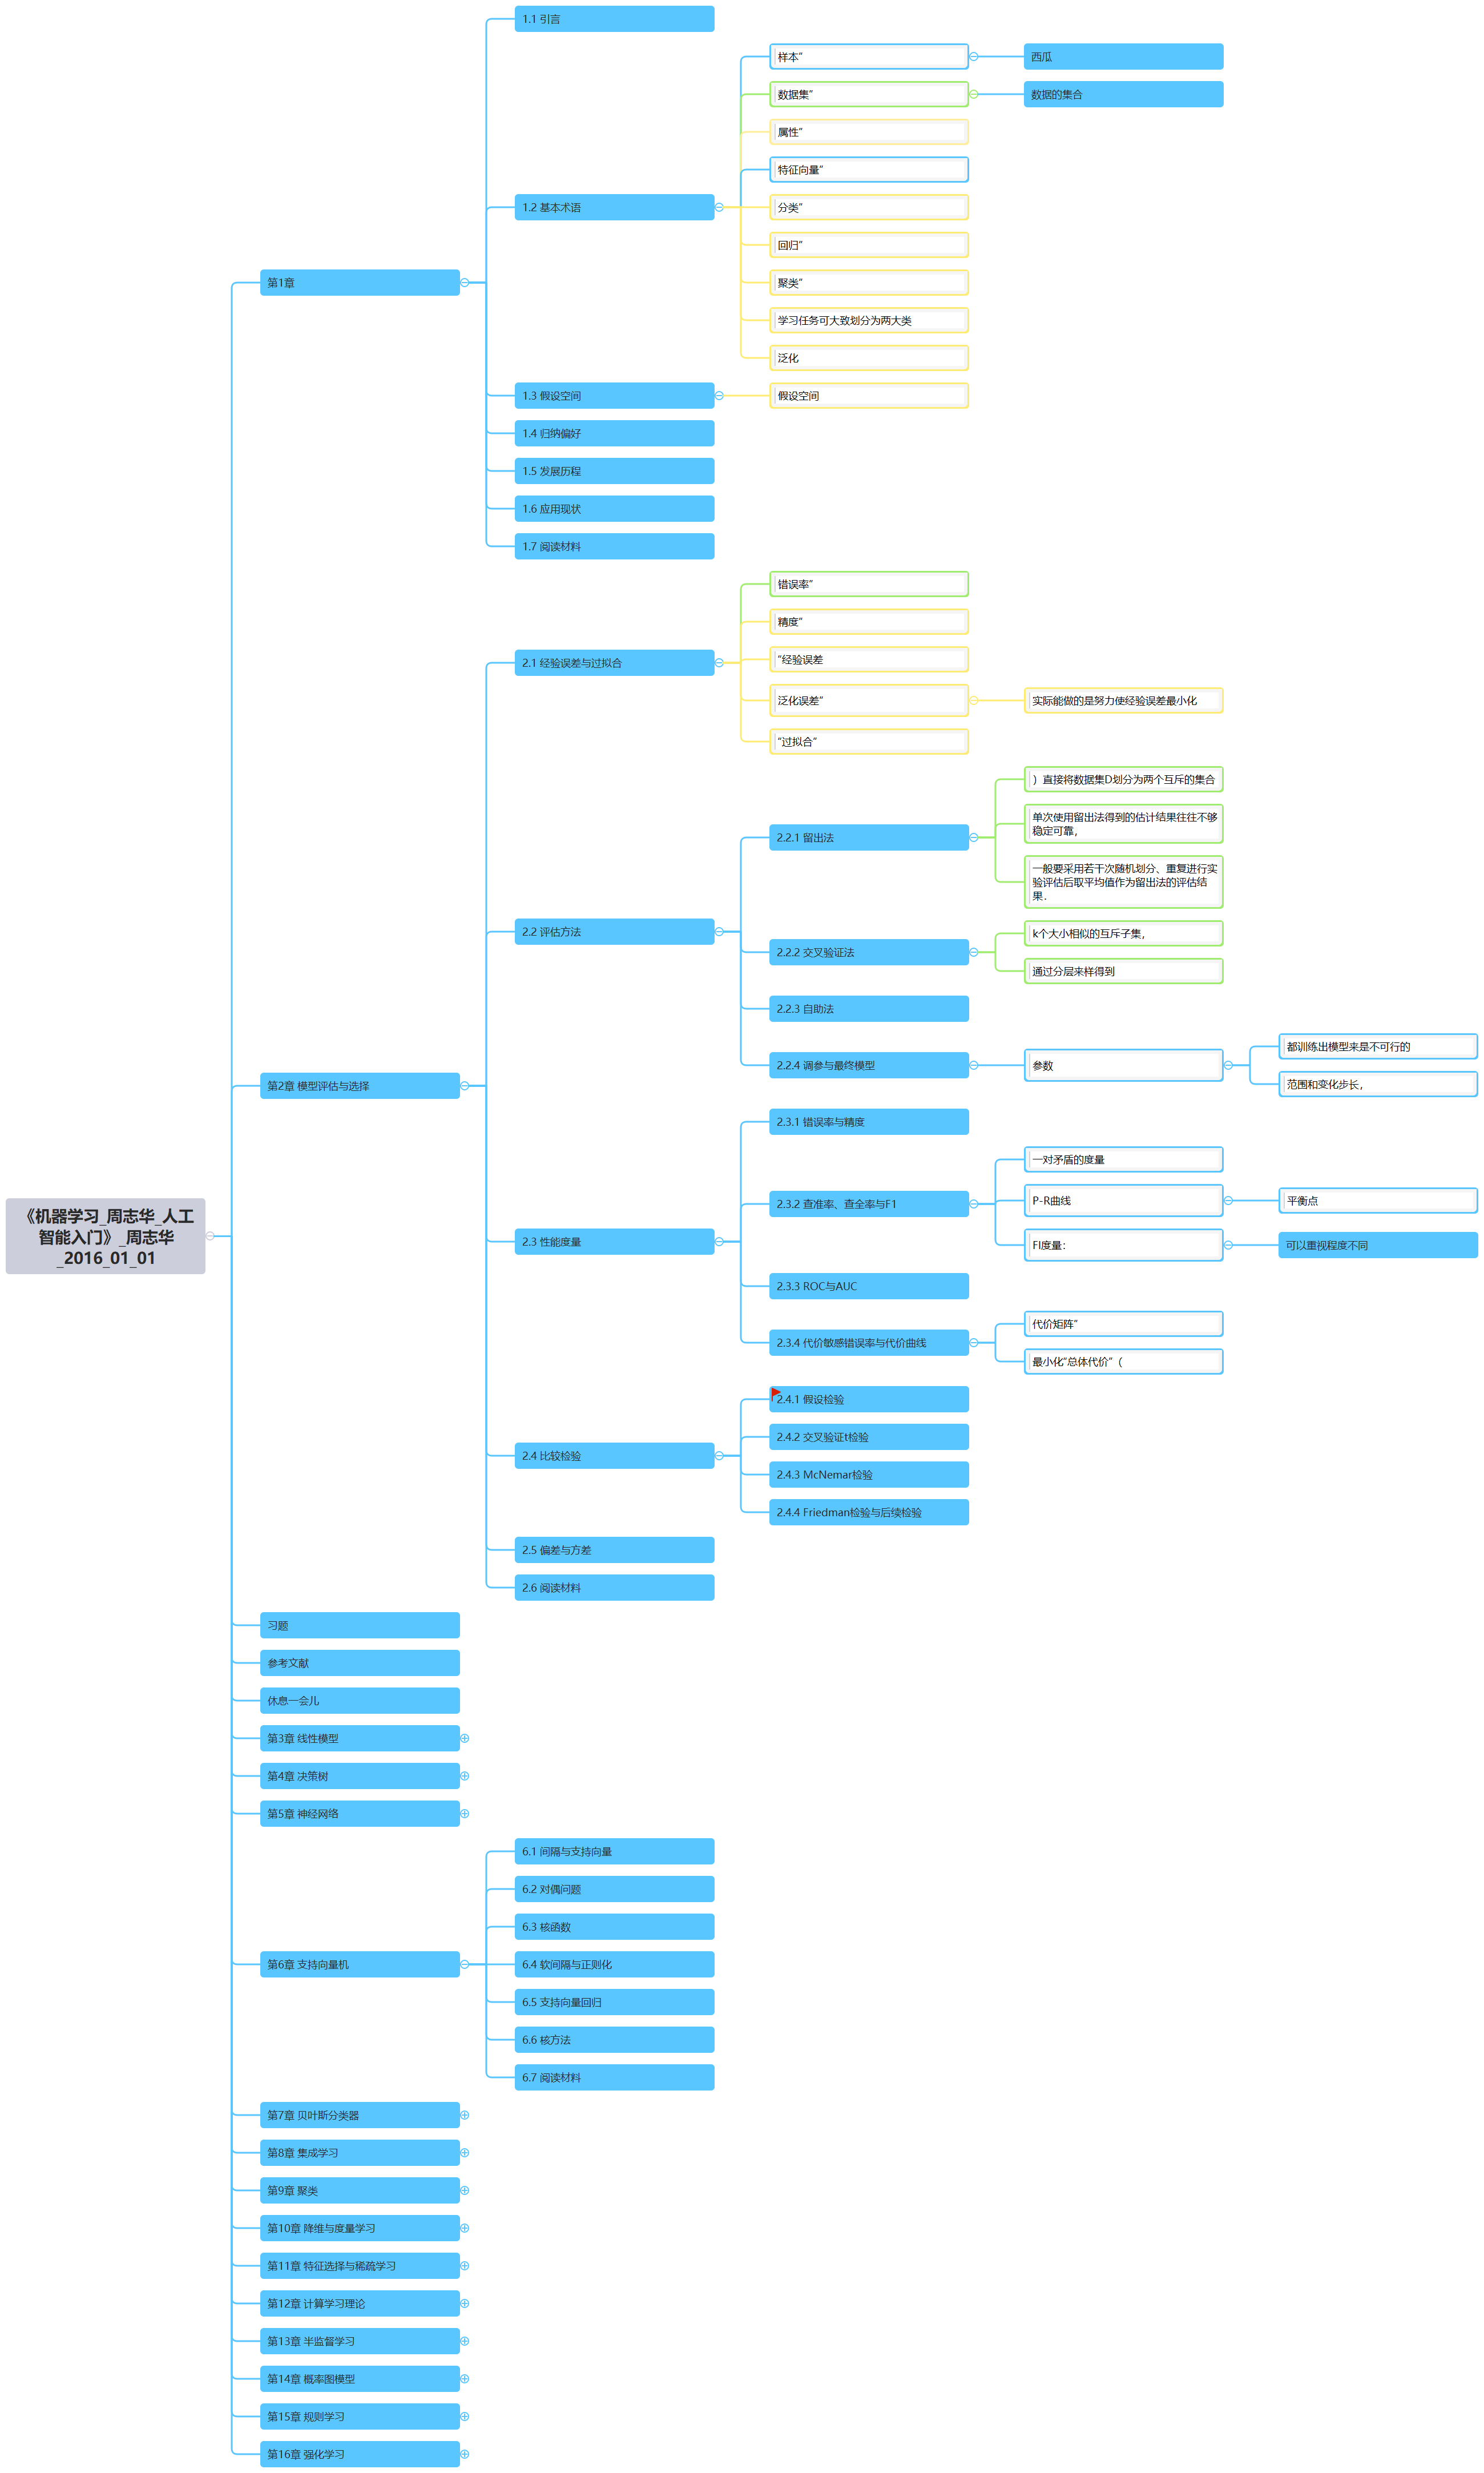 《机器学习_周志华_人工
智能入门》_周志华
_2016_01_01
第1章
1.1 引言
1.2 基本术语
样本”
西瓜
数据集”
数据的集合
属性”
特征向量”
分类”
回归”
聚类”
学习任务可大致划分为两大类
泛化
1.3 假设空间
假设空间
1.4 归纳偏好
1.5 发展历程
1.6 应用现状
1.7 阅读材料
第2章 模型评估与选择
2.1 经验误差与过拟合
错误率”
精度”
“经验误差
泛化误差”
实际能做的是努力使经验误差最小化
“过拟合”
2.2 评估方法
2.2.1 留出法
）直接将数据集D划分为两个互斥的集合
单次使用留出法得到的估计结果往往不够
稳定可靠，
一般要采用若干次随机划分、重复进行实
验评估后取平均值作为留出法的评估结
果．
2.2.2 交叉验证法
k个大小相似的互斥子集，
通过分层来样得到
2.2.3 自助法
2.2.4 调参与最终模型
参数
都训练出模型来是不可行的
范围和变化步长，
2.3 性能度量
2.3.1 错误率与精度
2.3.2 查准率、查全率与F1
一对矛盾的度量
P-R曲线
平衡点
FI度量：
可以重视程度不同
2.3.3 ROC与AUC
2.3.4 代价敏感错误率与代价曲线
代价矩阵”
最小化“总体代价”（
2.4 比较检验
2.4.1 假设检验
2.4.2 交叉验证t检验
2.4.3 McNemar检验
2.4.4 Friedman检验与后续检验
2.5 偏差与方差
2.6 阅读材料
习题
参考文献
休息一会儿
第3章 线性模型
第4章 决策树
第5章 神经网络
第6章 支持向量机
6.1 间隔与支持向量
6.2 对偶问题
6.3 核函数
6.4 软间隔与正则化
6.5 支持向量回归
6.6 核方法
6.7 阅读材料
第7章 贝叶斯分类器
第8章 集成学习
第9章 聚类
第10章 降维与度量学习
第11章 特征选择与稀疏学习
第12章 计算学习理论
第13章 半监督学习
第14章 概率图模型
第15章 规则学习
第16章 强化学习